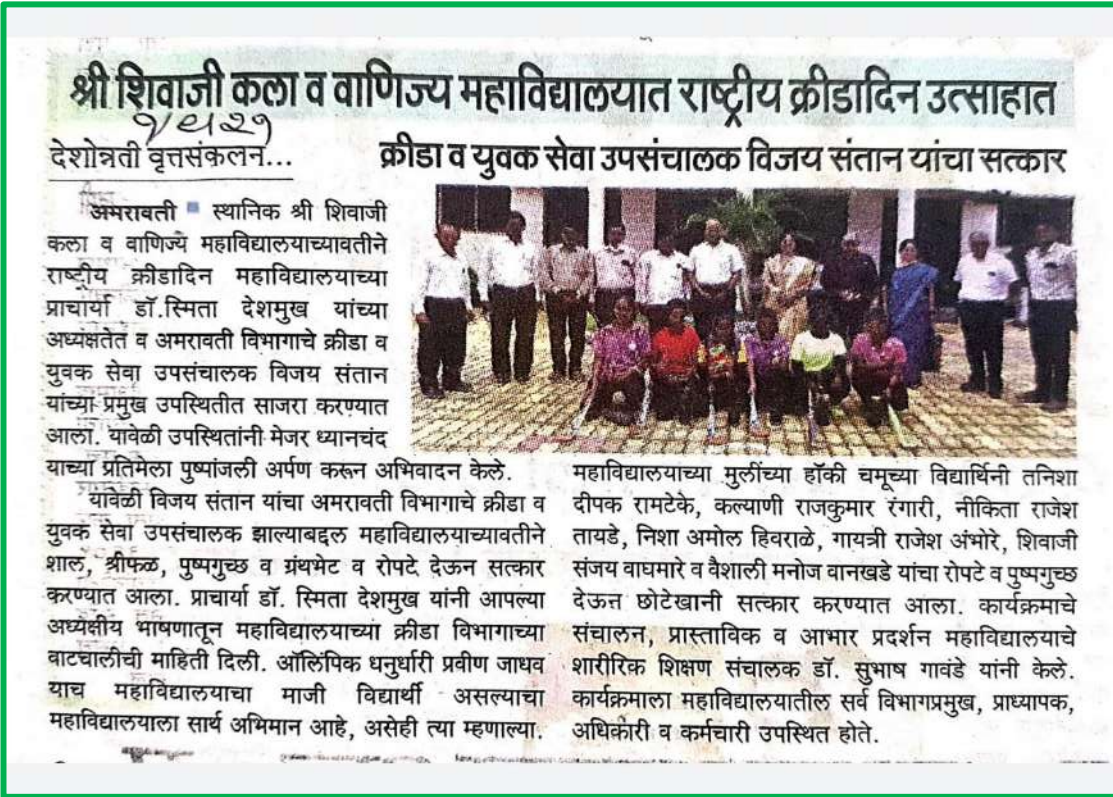 श्री शिवाजी कला व वाणिज्य महाविद्यालयात राष्ट्रीय क्रीडादिन उत्साहात
देशोन्नती वृत्तसंकलन...
क्रीडा व युवक सेवा उपसंचालक विजय संतान यांचा सत्कार
अमरावती ■ स्थानिक श्री शिवाजी
कला व वाणिज्य महाविद्यालयाच्यावतीने
राष्ट्रीय क्रीडादिन महाविद्यालयाच्या
प्राचार्या डॉ.स्मिता देशमुख यांच्या
अध्यक्षतेत व अमरावती विभागाचे क्रीडा व
युवक सेवा उपसंचालक विजय संतान
यांच्या प्रमुख उपस्थितीत साजरा करण्यात
आला. यावेळी उपस्थितांनी मेजर ध्यानचंद
याच्या प्रतिमेला पुष्पांजली अर्पण करून अभिवादन केले.
यावेळी विजय संतान यांचा अमरावती विभागाचे क्रीडा व
युवक सेवा उपसंचालक झाल्याबद्दल महाविद्यालयाच्यावतीने
शाल, श्रीफळ, पुष्पगुच्छ व ग्रंथभेट व रोपटे देऊन सत्कार
करण्यात आला. प्राचार्या डॉ. स्मिता देशमुख यांनी आपल्या
अध्यक्षीय भाषणातून महाविद्यालयाच्या क्रीडा विभागाच्या
वाटचालीची माहिती दिली. ऑलिंपिक धनुर्धारी प्रवीण जाधव
याच महाविद्यालयाचा माजी विद्यार्थी असल्याचा
महाविद्यालयाला सार्थ अभिमान आहे, असेही त्या म्हणाल्या.
महाविद्यालयाच्या मुलींच्या हॉकी चमूच्या विद्यार्थिनी तनिशा
दीपक रामटेके, कल्याणी राजकुमार रंगारी, नीकिता राजेश
तायडे, निशा अमोल हिवराळे, गायत्री राजेश अंभोरे, शिवाजी
संजय वाघमारे व वैशाली मनोज वानखडे यांचा रोपटे व पुष्पगुच्छ
देऊन छोटेखानी सत्कार करण्यात आला. कार्यक्रमाचे
संचालन, प्रास्ताविक व आभार प्रदर्शन महाविद्यालयाचे
शारीरिक शिक्षण संचालक डॉ. सुभाष गावंडे यांनी केले.
कार्यक्रमाला महाविद्यालयातील सर्व विभागप्रमुख, प्राध्यापक,
अधिकारी व कर्मचारी उपस्थित होते.